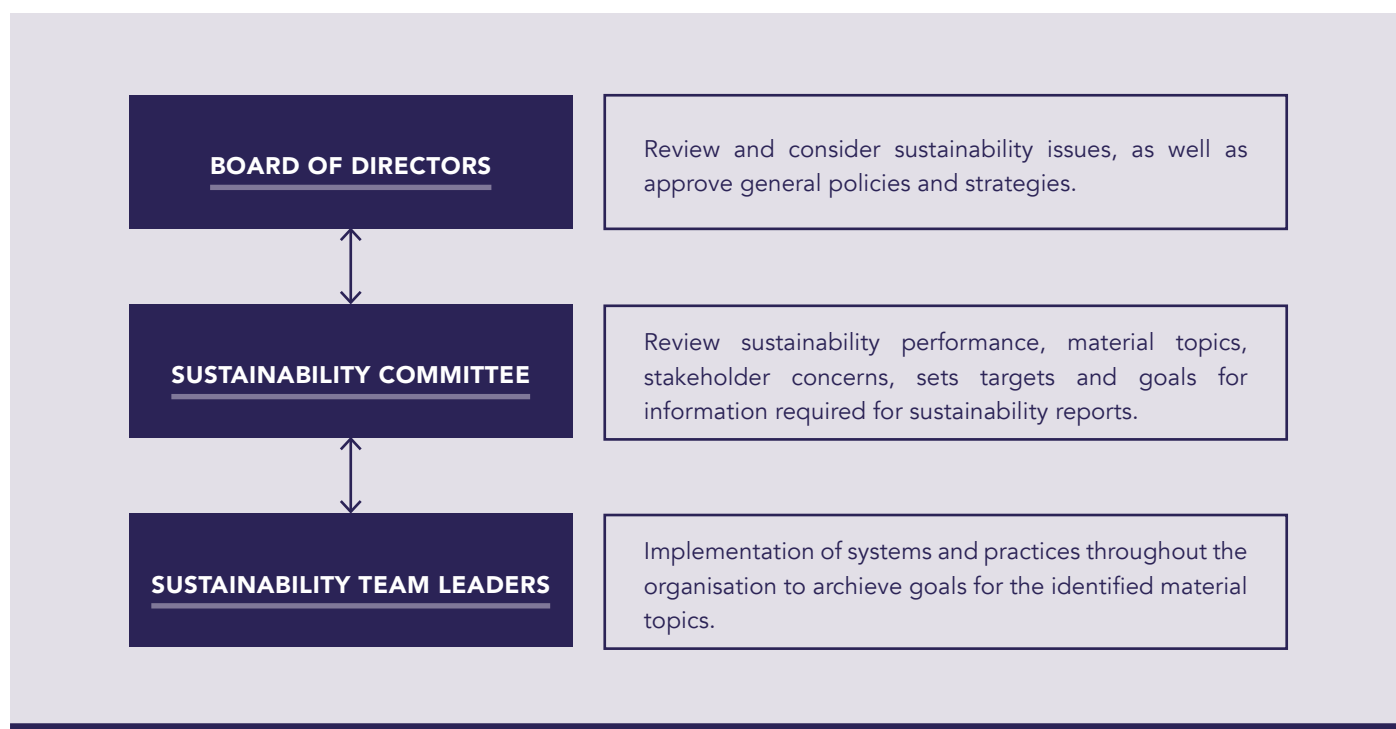 BOARD OF DIRECTORS
Review and consider sustainability issues, as well as
approve general policies and strategies.
SUSTAINABILITY COMMITTEE
Review sustainability performance, material topics,
stakeholder concerns, sets targets and goals for
information required for sustainability reports.
SUSTAINABILITY TEAM LEADERS
Implementation of systems and practices throughout the
organisation to archieve goals for the identified material
topics.